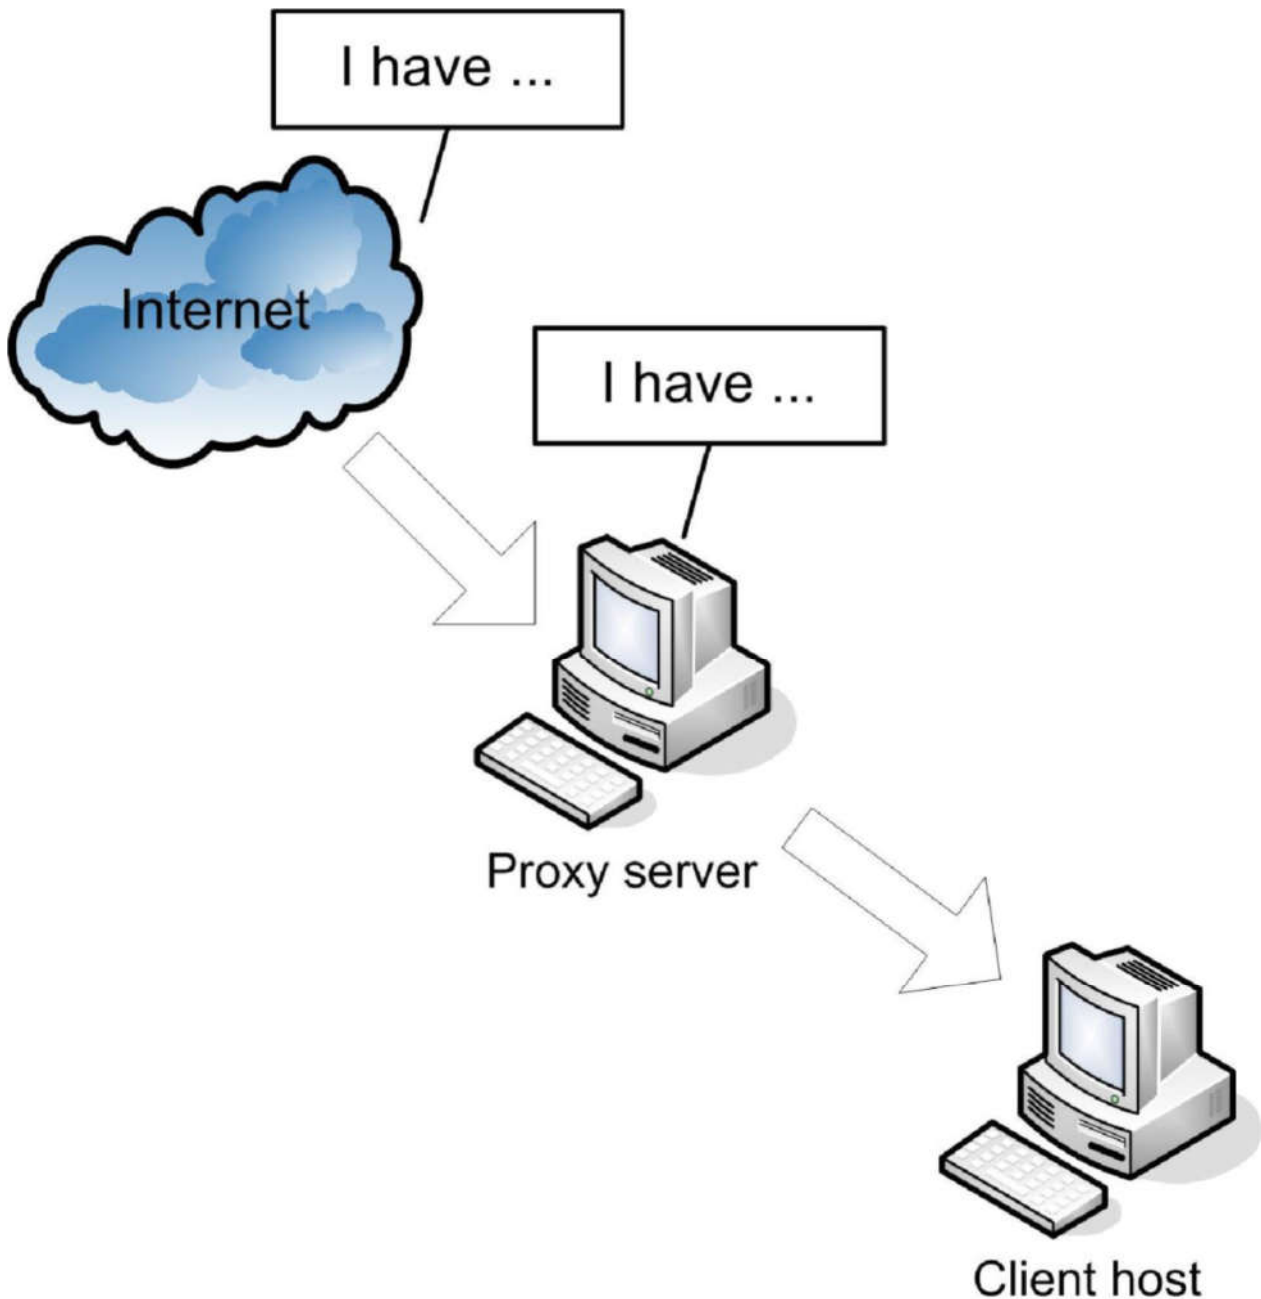 I have ...
Internet
I have ...
Proxy server
Client host